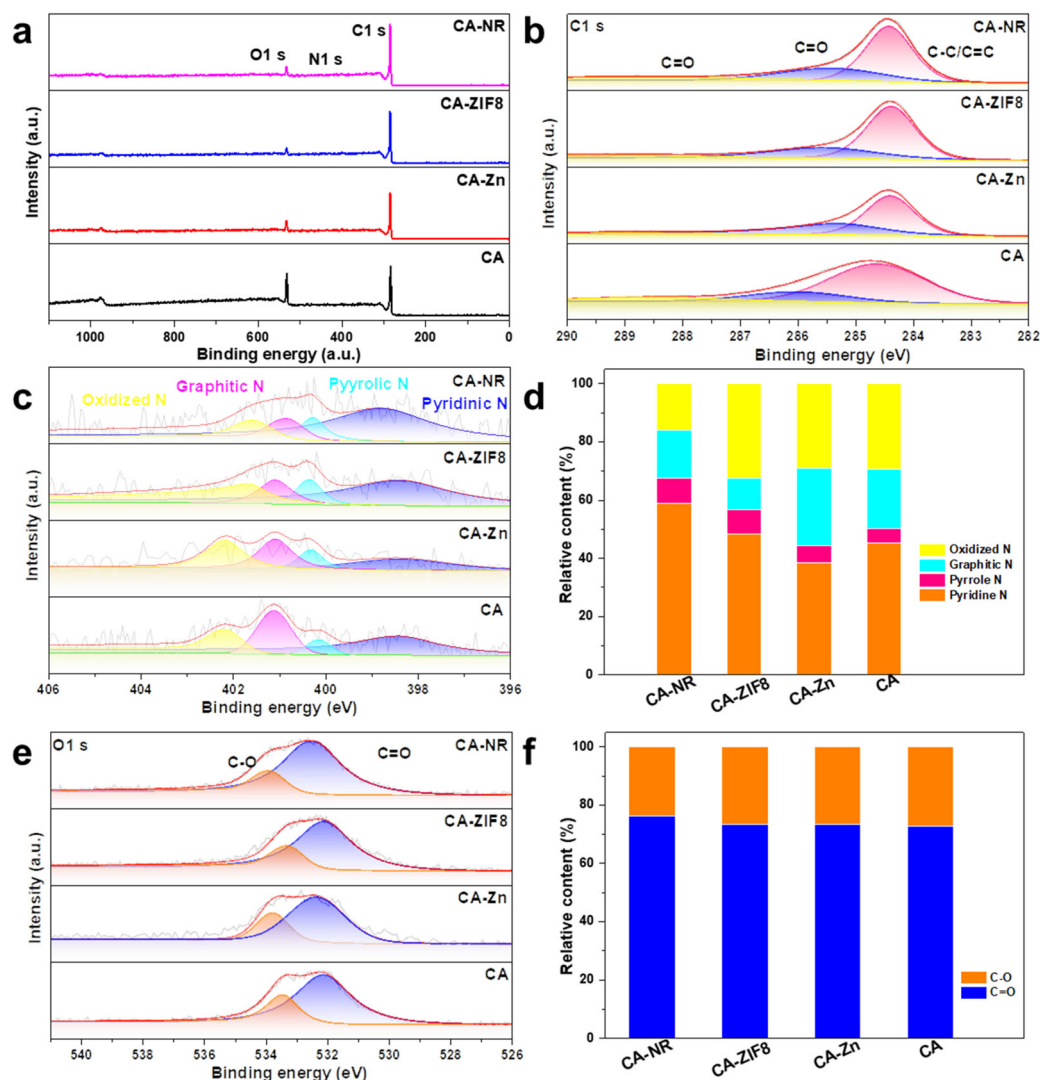 a
CA-NR
C1 s
O1 s
N1 s
CA-ZIF8
CA-Zn
CA
Intensity (a.u.)
1000 800 600 400 200 0
Binding energy (a.u.)
b
C1 s
CA-NR
C=O
C=O
C-C/C=C
CA-ZIF8
CA-Zn
CA
Intensity (a.u.)
290 289 288 287 286 285 284 283 282
Binding energy (eV)
c
Oxidized N
Graphitic N
Pyyrolic N
Pyridinic N
CA-NR
CA-ZIF8
CA-Zn
CA
Intensity (a.u.)
406 404 402 400 398 396
Binding energy (eV)
d
Relative content (%)
100
80
60
40
20
0
Oxidized N
Graphitic N
Pyrrole N
Pyridine N
CA-NR CA-ZIF8 CA-Zn CA
e
O1 s
C-O
C=O
CA-NR
CA-ZIF8
CA-Zn
CA
Intensity (a.u.)
540 538 536 534 532 530 528 526
Binding energy (eV)
f
Relative content (%)
100
80
60
40
20
0
C-O
C=O
CA-NR CA-ZIF8 CA-Zn CA